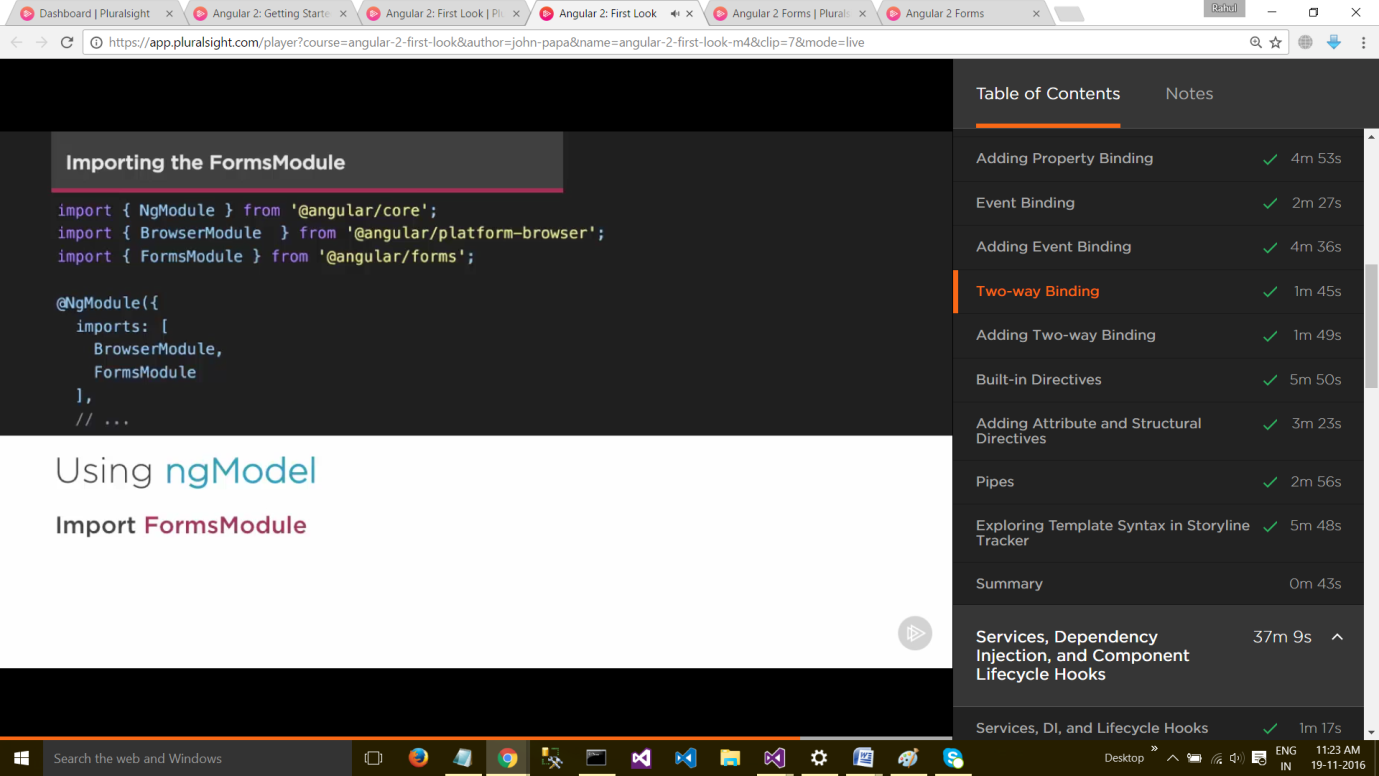 Dashboard | Pluralsight
Angular 2: Getting Starte
Angular 2: First Look | Pl
Angular 2: First Look
Angular 2 Forms | Plurals
Angular 2 Forms
Rahul
https://app.pluralsight.com/player?course=angular-2-first-look&author=john-papa&name=angular-2-first-look-m4&clip=7&mode=live
Importing the FormsModule
import { NgModule } from '@angular/core';
import { BrowserModule } from '@angular/platform-browser';
import { FormsModule } from '@angular/forms';
@NgModule({
imports: [
BrowserModule,
FormsModule
],
// ...
Using ngModel
Import FormsModule
Table of Contents
Notes
Adding Property Binding 4m 53s
Event Binding 2m 27s
Adding Event Binding 4m 36s
Two-way Binding 1m 45s
Adding Two-way Binding 1m 49s
Built-in Directives 5m 50s
Adding Attribute and Structural 3m 23s
Directives
Pipes 2m 56s
Exploring Template Syntax in Storyline 5m 48s
Tracker
Summary 0m 43s
Services, Dependency 37m 9s
Injection, and Component
Lifecycle Hooks
Services, DI, and Lifecycle Hooks 1m 17s
Search the web and Windows
Desktop
ENG
IN
11:23 AM
19-11-2016